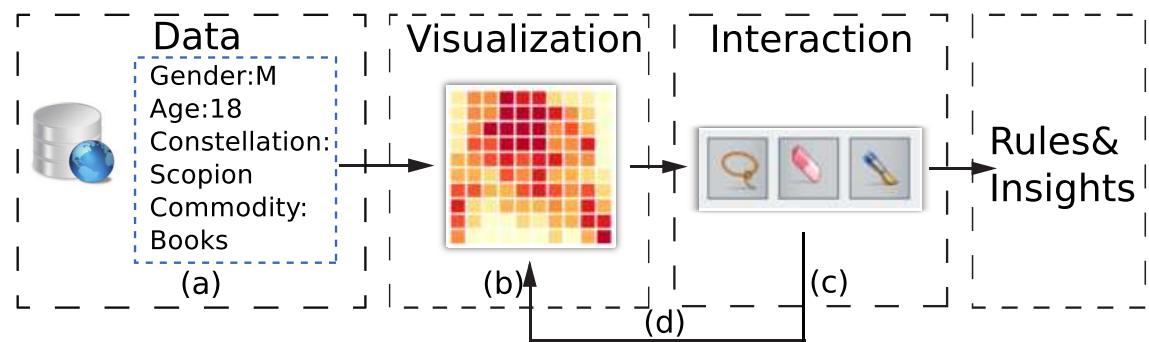 Data
Gender:M
Age:18
Constellation:
Scopion
Commodity:
Books
(a)
Visualization
(b)
Interaction
(c)
(d)
Rules&
Insights